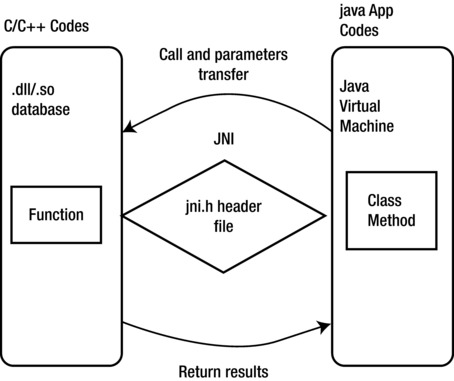 C/C++ Codes
.dll/.so
database
Function
Call and parameters
transfer
JNI
jni.h header
file
Return results
java App
Codes
Java
Virtual
Machine
Class
Method